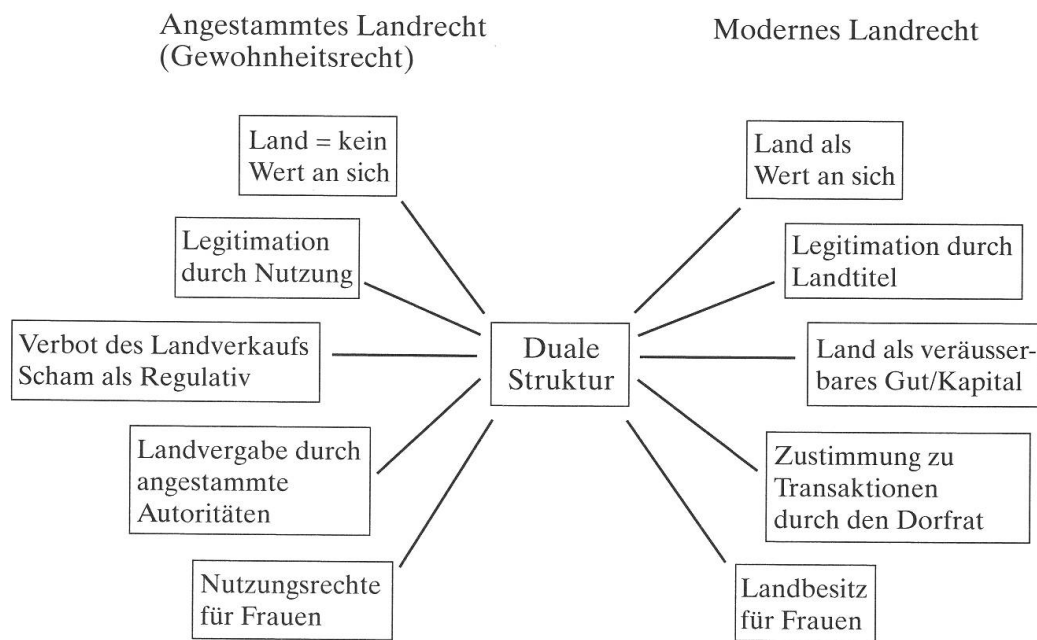 Angestammtes Landrecht
(Gewohnheitsrecht)
Modernes Landrecht
Land = kein
Wert an sich
Legitimation
durch Nutzung
Verbot des Landverkaufs
Scham als Regulativ
Landvergabe durch
angestammte
Autoritäten
Nutzungsrechte
für Frauen
Duale
Struktur
Land als
Wert an sich
Legitimation durch
Landtitel
Land als veräusser-
bares Gut/Kapital
Zustimmung zu
Transaktionen
durch den Dorfrat
Landbesitz
für Frauen